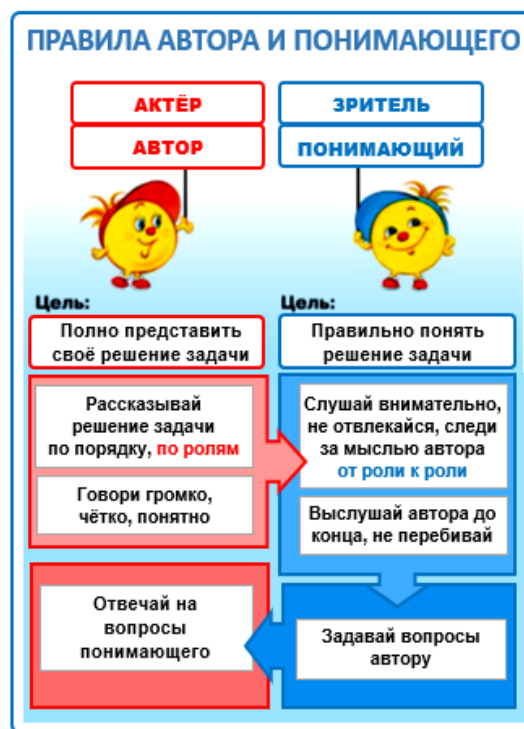 ПРАВИЛА АВТОРА И ПОНИМАЮЩЕГО
АКТЁР
АВТОР
ЗРИТЕЛЬ
ПОНИМАЮЩИЙ
Цель:
Полно представить
своё решение задачи
Цель:
Правильно понять
решение задачи
Рассказывай
решение задачи
по порядку, по ролям
Говори громко,
чётко, понятно
Слушай внимательно,
не отвлекайся, следи
за мыслью автора
от роли к роли
Выслушай автора до
конца, не перебивай
Задавай вопросы
автору
Отвечай на
вопросы
понимающего